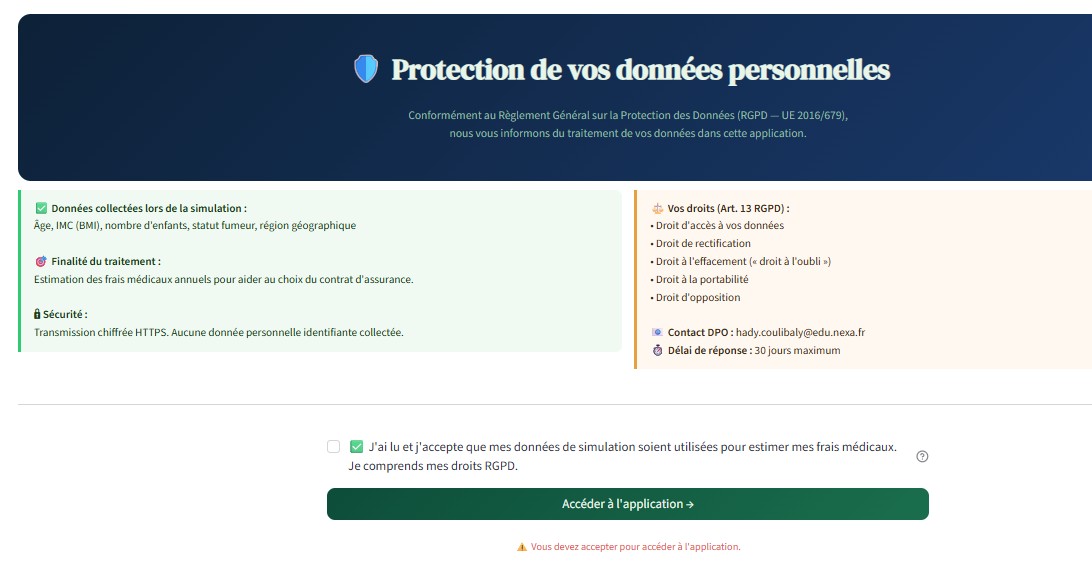 🛡️ Protection de vos données personnelles
Conformément au Règlement Général sur la Protection des Données (RGPD — UE 2016/679),
nous vous informons du traitement de vos données dans cette application.
✅ Données collectées lors de la simulation :
Âge, IMC (BMI), nombre d'enfants, statut fumeur, région géographique
🎯 Finalité du traitement :
Estimation des frais médicaux annuels pour aider au choix du contrat d'assurance.
🔒 Sécurité :
Transmission chiffrée HTTPS. Aucune donnée personnelle identifiante collectée.
⚖️ Vos droits (Art. 13 RGPD) :
• Droit d'accès à vos données
• Droit de rectification
• Droit à l'effacement (« droit à l'oubli »)
• Droit à la portabilité
• Droit d'opposition
📧 Contact DPO : hady.coulibaly@edu.nexa.fr
⏱️ Délai de réponse : 30 jours maximum
✅ J'ai lu et j'accepte que mes données de simulation soient utilisées pour estimer mes frais médicaux.
Je comprends mes droits RGPD.
Accéder à l'application →
⚠️ Vous devez accepter pour accéder à l'application.